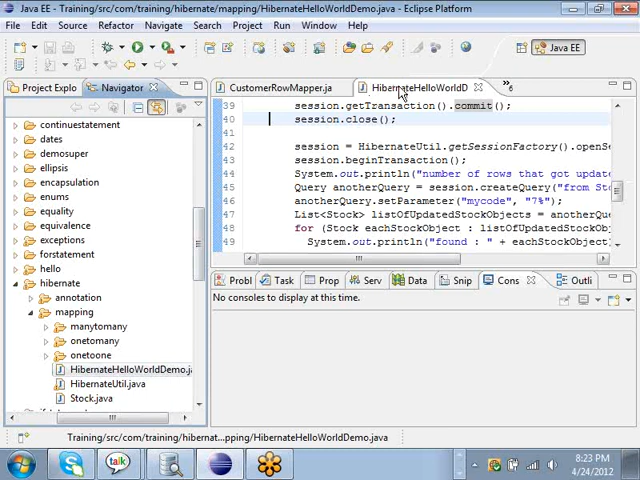 Java EE - Training/src/com/training/hibernate/mapping/HibernateHelloWorldDemo.java - Eclipse Platform
File Edit Source Refactor Navigate Search Project Run Window Help
Java EE
Project Explo
Navigator
CustomerRowMapper.ja
HibernateHelloWorldD
»6
continuestatement
dates
demosuper
ellipsis
encapsulation
enums
equality
equivalence
exceptions
forstatement
hello
hibernate
annotation
mapping
manytomany
onetomany
onetoone
HibernateHelloWorldDemo.ja
HibernateUtil.java
Stock.java
39 session.getTransaction().commit();
40 session.close();
41
42 session = HibernateUtil.getSessionFactory().openSe
43 session.beginTransaction();
44 System.out.println("number of rows that got update
45 Query anotherQuery = session.createQuery("from Sto
46 anotherQuery.setParameter("mycode", "7%");
47 List<Stock> listOfUpdatedStockObjects = anotherQue
48 for (Stock eachStockObject : listOfUpdatedStockObj
49 System.out.println("found : " + eachStockObjec
Probl Task Prop Serv Data Snip Cons Outli
No consoles to display at this time.
Training/src/com/training/hibernat...pping/HibernateHelloWorldDemo.java
talk
8:23 PM
4/24/2012